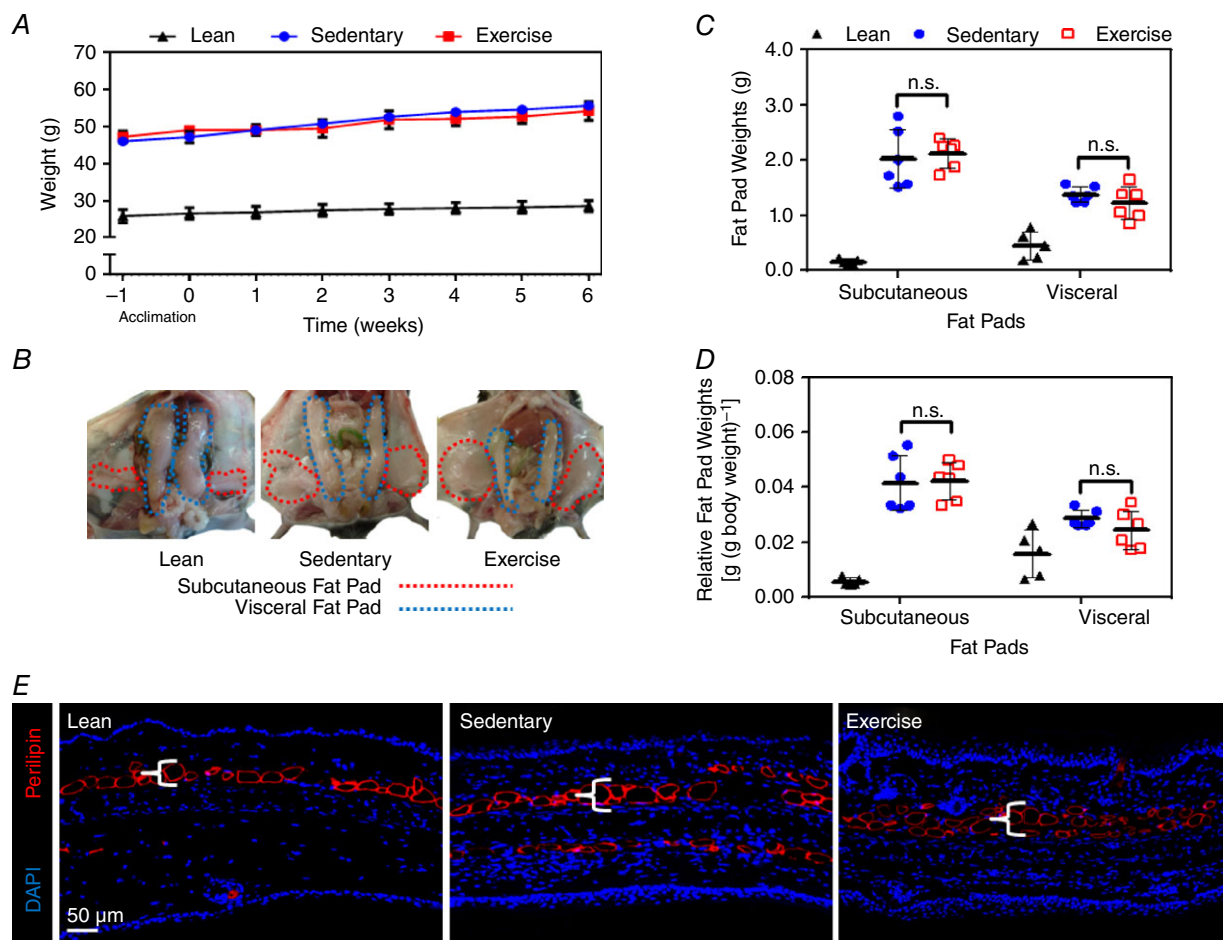 A
Lean Sedentary Exercise
Weight (g)
70
60
50
40
30
20
0
−1 0 1 2 3 4 5 6
Acclimation
Time (weeks)
B
Lean Sedentary Exercise
Subcutaneous Fat Pad
Visceral Fat Pad
C
Lean Sedentary Exercise
Fat Pad Weights (g)
4.0
3.0
2.0
1.0
0.0
n.s.
n.s.
Subcutaneous Visceral
Fat Pads
D
Relative Fat Pad Weights
[g (g body weight)⁻¹]
0.08
0.06
0.04
0.02
0.00
n.s.
n.s.
Subcutaneous Visceral
Fat Pads
E
Perilipin
DAPI
Lean
50 μm
Sedentary
Exercise